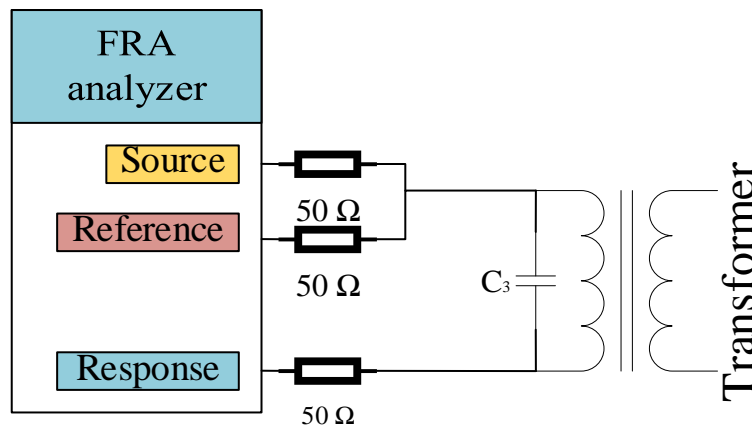 FRA
analyzer
Source
50 Ω
Reference
50 Ω
C₃
Response
50 Ω
Transformer